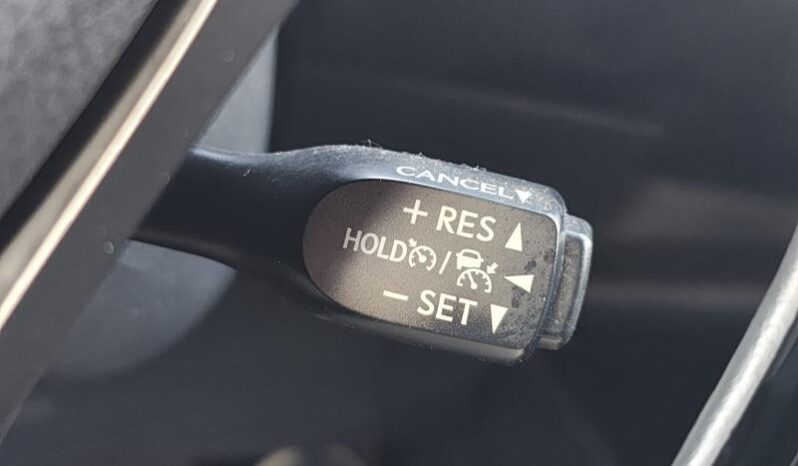 CANCEL▼
+ RES ▲
HOLD / ◀
− SET ▼